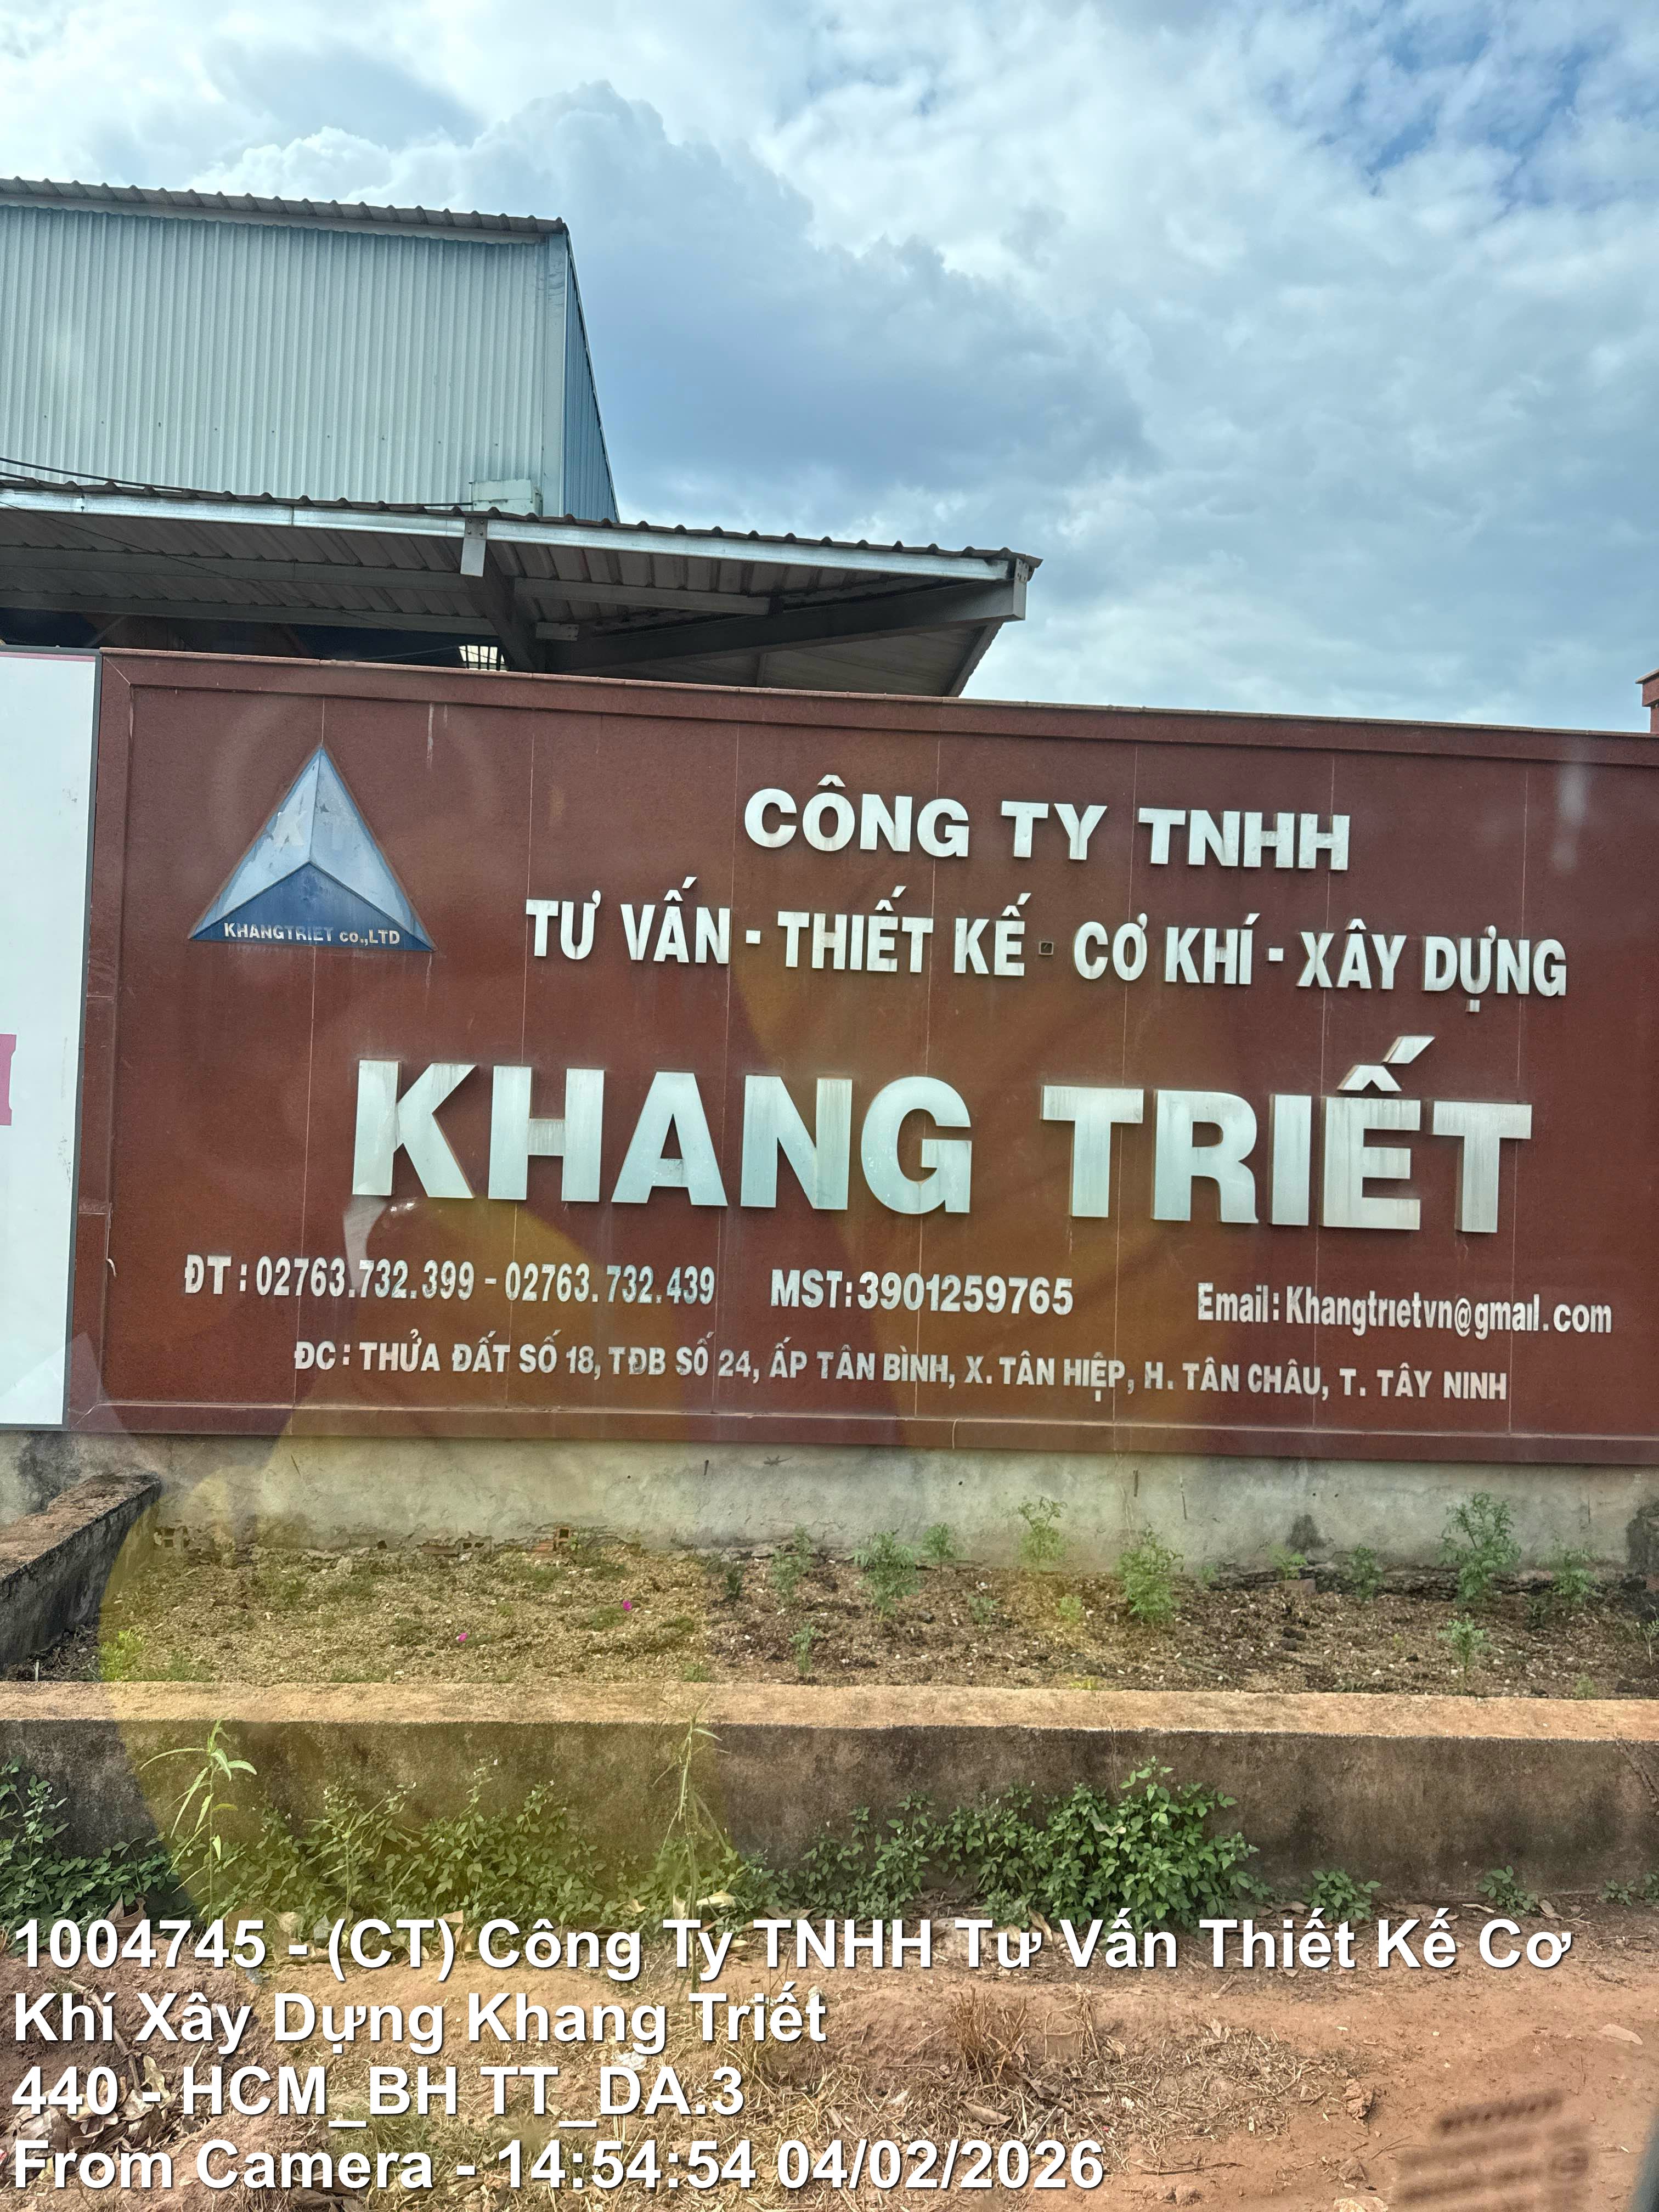 CÔNG TY TNHH
TƯ VẤN - THIẾT KẾ - CƠ KHÍ - XÂY DỰNG
KHANGTRIET co.,LTD
KHANG TRIẾT
ĐT : 02763.732.399 - 02763.732.439 MST: 3901259765 Email: Khangtrietvn@gmail.com
ĐC : THỬA ĐẤT SỐ 18, TĐB SỐ 24, ẤP TÂN BÌNH, X. TÂN HIỆP, H. TÂN CHÂU, T. TÂY NINH
1004745 - (CT) Công Ty TNHH Tư Vấn Thiết Kế Cơ
Khí Xây Dựng Khang Triết
440 - HCM_BH TT_DA.3
From Camera - 14:54:54 04/02/2026